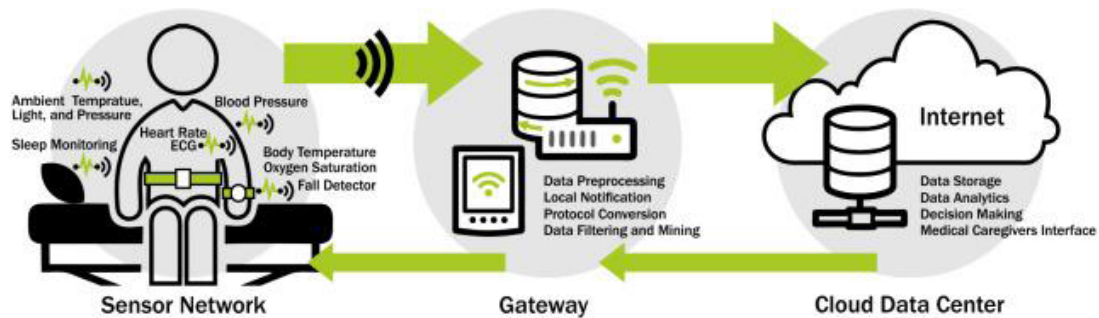 Ambient Tempratue,
Light, and Pressure
Sleep Monitoring
Blood Pressure
Heart Rate
ECG
Body Temperature
Oxygen Saturation
Fall Detector
Sensor Network
Data Preprocessing
Local Notification
Protocol Conversion
Data Filtering and Mining
Gateway
Internet
Data Storage
Data Analytics
Decision Making
Medical Caregivers Interface
Cloud Data Center